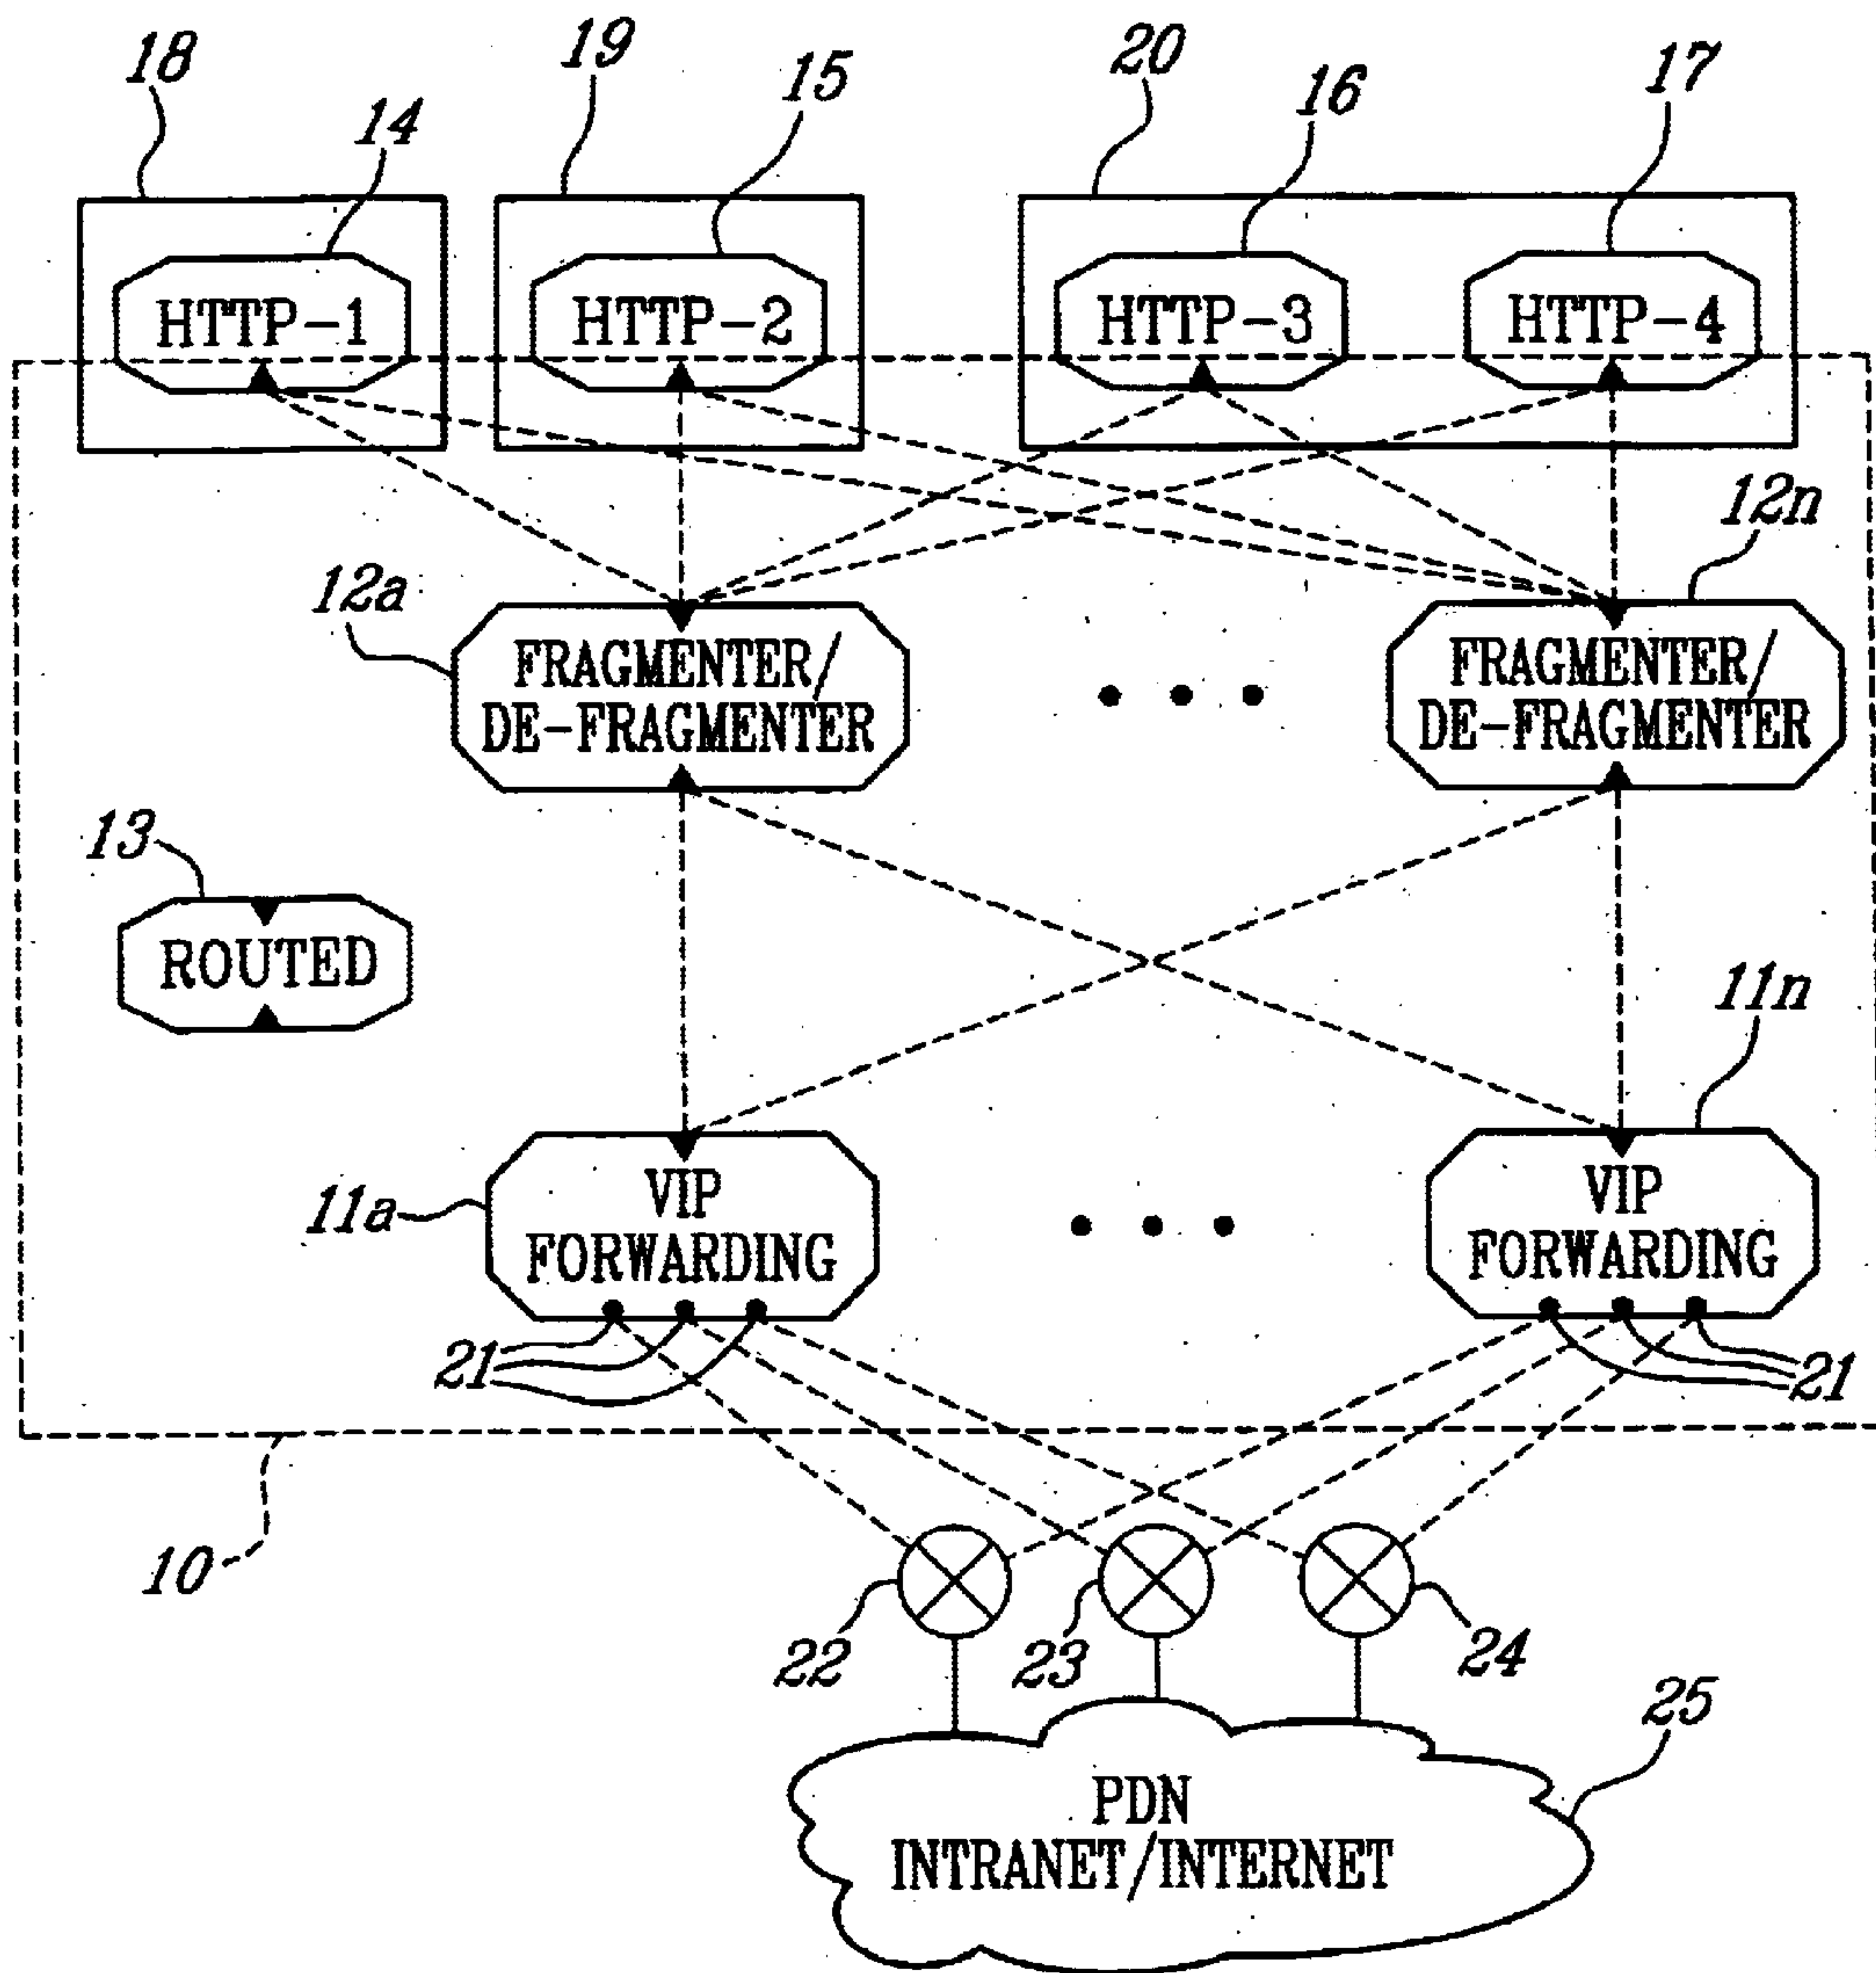 18
19
20
17
15
16
14
HTTP-1
HTTP-2
HTTP-3
HTTP-4
12n
12a
FRAGMENTER/
DE-FRAGMENTER
FRAGMENTER/
DE-FRAGMENTER
13
ROUTED
11n
11a
VIP
FORWARDING
VIP
FORWARDING
21
21
10
22
23
24
25
PDN
INTRANET/INTERNET